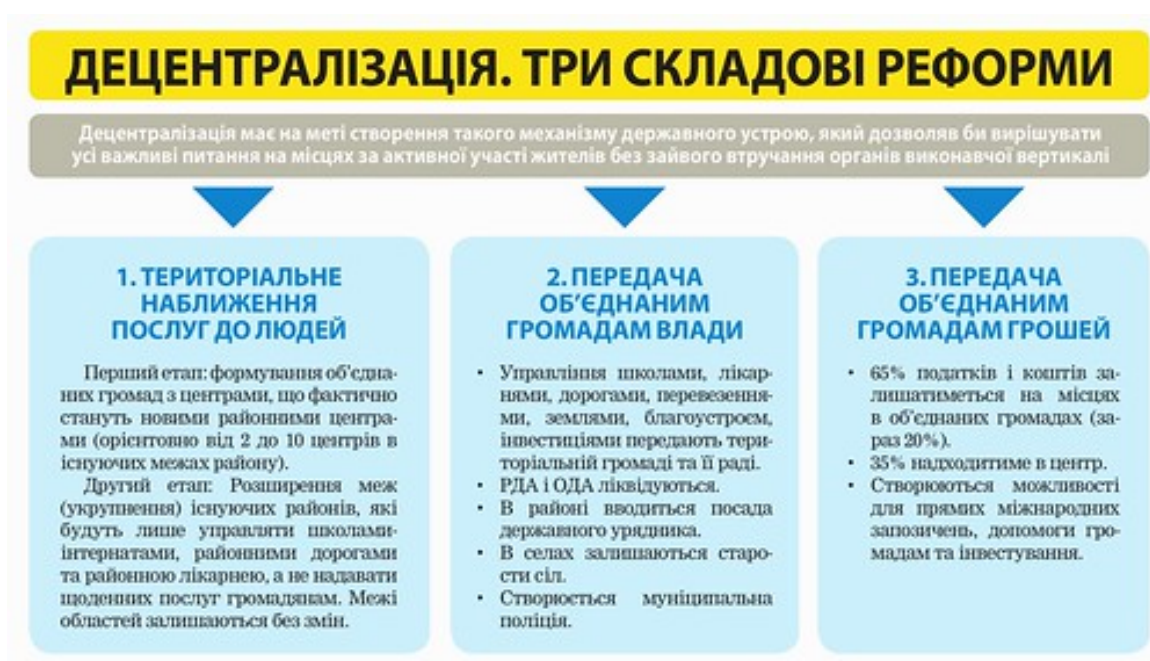 ДЕЦЕНТРАЛІЗАЦІЯ. ТРИ СКЛАДОВІ РЕФОРМИ
Децентралізація має на меті створення такого механізму державного устрою, який дозволяв би вирішувати
усі важливі питання на місцях за активної участі жителів без зайвого втручання органів виконавчої вертикалі
1. ТЕРИТОРІАЛЬНЕ
НАБЛИЖЕННЯ
ПОСЛУГ ДО ЛЮДЕЙ
Перший етап: формування об’єдна-
них громад з центрами, що фактично
стануть новими районними центра-
ми (орієнтовно від 2 до 10 центрів в
існуючих межах району).
Другий етап: Розширення меж
(укрупнення) існуючих районів, які
будуть лише управляти школами-
інтернатами, районними дорогами
та районною лікарнею, а не надавати
щоденних послуг громадянам. Межі
областей залишаються без змін.
2. ПЕРЕДАЧА
ОБ’ЄДНАНИМ
ГРОМАДАМ ВЛАДИ
• Управління школами, лікар-
нями, дорогами, перевезення-
ми, землями, благоустроєм,
інвестиціями передають тери-
торіальній громаді та її раді.
• РДА і ОДА ліквідуються.
• В районі вводиться посада
державного урядника.
• В селах залишаються старо-
сти сіл.
• Створюється муніципальна
поліція.
3. ПЕРЕДАЧА
ОБ’ЄДНАНИМ
ГРОМАДАМ ГРОШЕЙ
• 65% податків і коштів за-
лишатиметься на місцях
в об’єднаних громадах (за-
раз 20%).
• 35% надходитиме в центр.
• Створюються можливості
для прямих міжнародних
запозичень, допомоги гро-
мадам та інвестування.